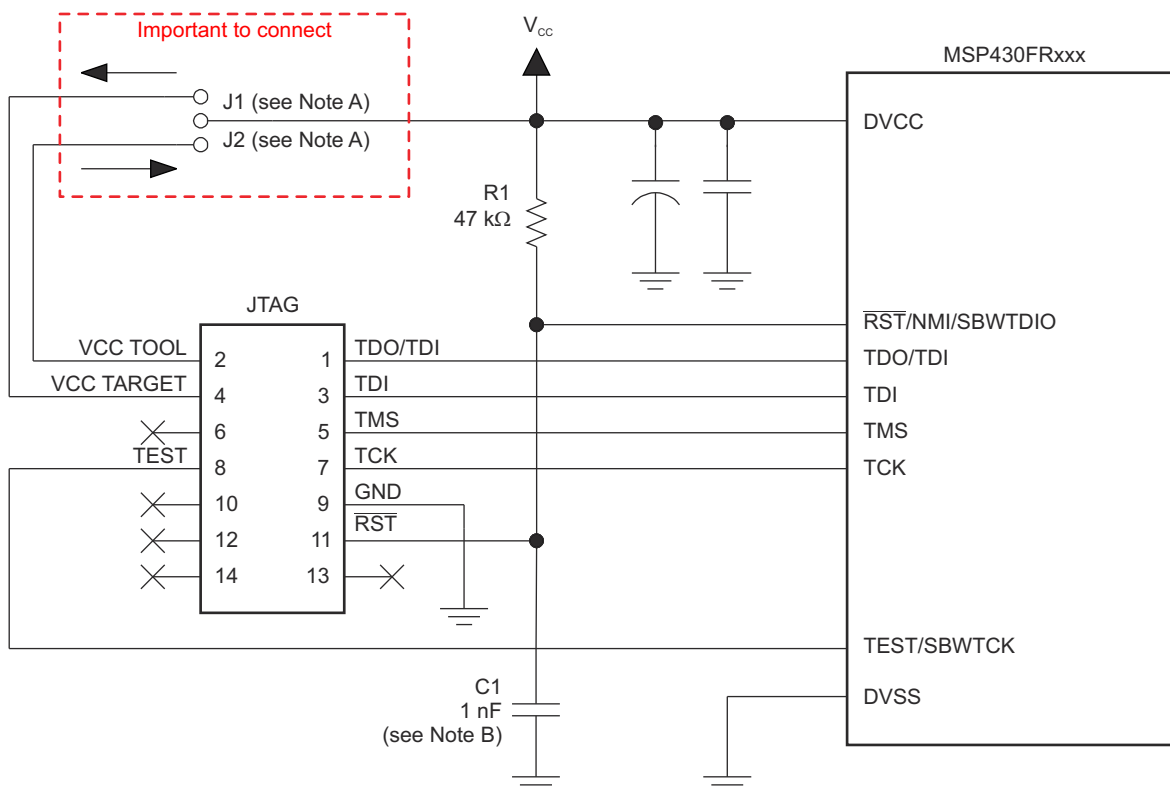 Important to connect
J1 (see Note A)
J2 (see Note A)
VCC
MSP430FRxxx
DVCC
R1
47 kΩ
JTAG
RST/NMI/SBWTDIO
VCC TOOL 2 1 TDO/TDI TDO/TDI
VCC TARGET 4 3 TDI TDI
6 5 TMS TMS
TEST 8 7 TCK TCK
10 9 GND
12 11 RST
14 13
TEST/SBWTCK
C1
1 nF
(see Note B)
DVSS